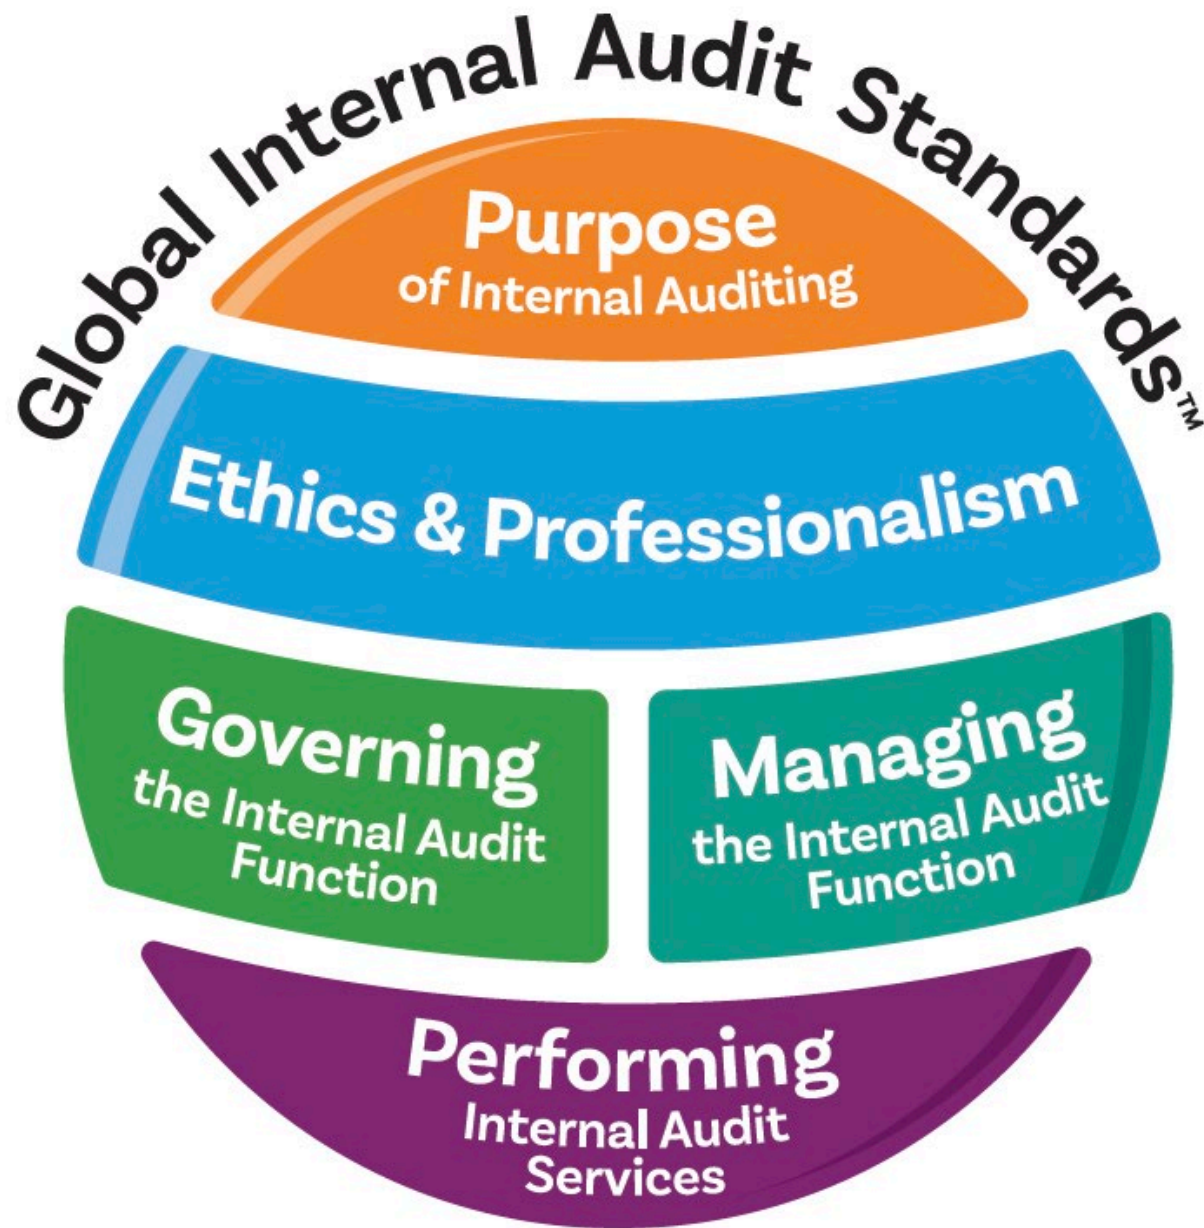 Global Internal Audit Standards™
Purpose
of Internal Auditing
Ethics & Professionalism
Governing
the Internal Audit
Function
Managing
the Internal Audit
Function
Performing
Internal Audit
Services